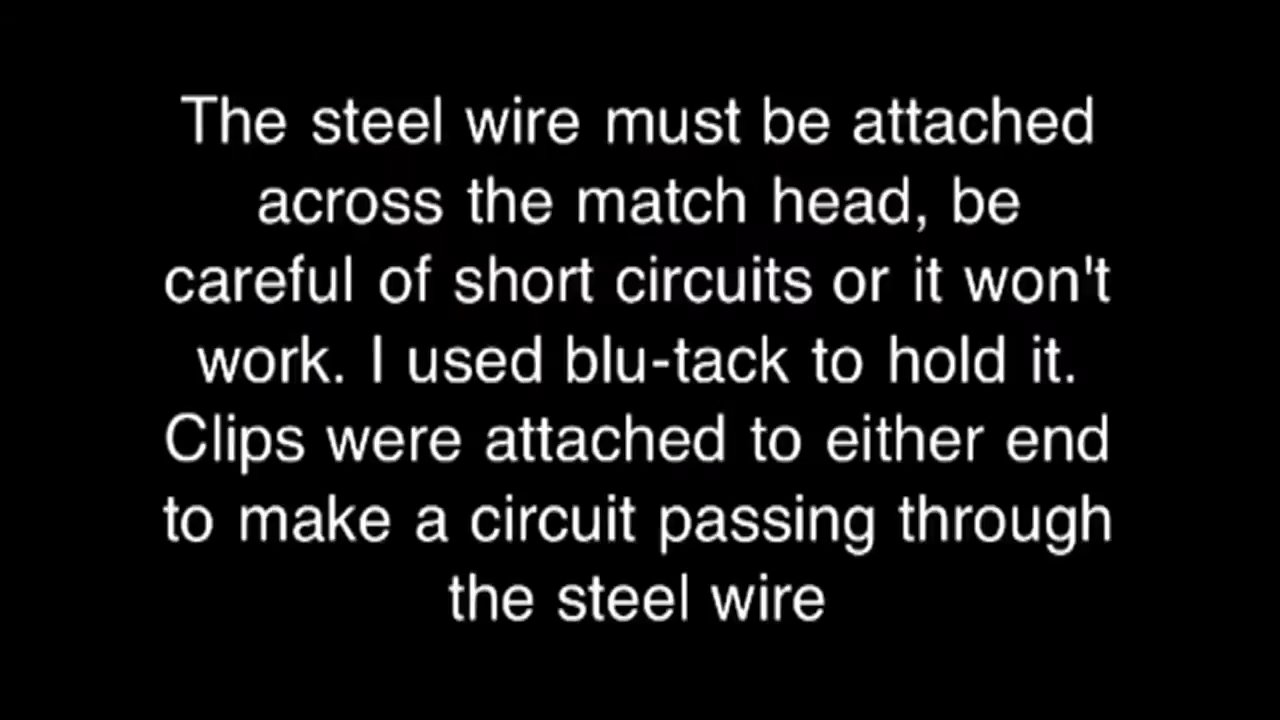 The steel wire must be attached
across the match head, be
careful of short circuits or it won't
work. I used blu-tack to hold it.
Clips were attached to either end
to make a circuit passing through
the steel wire